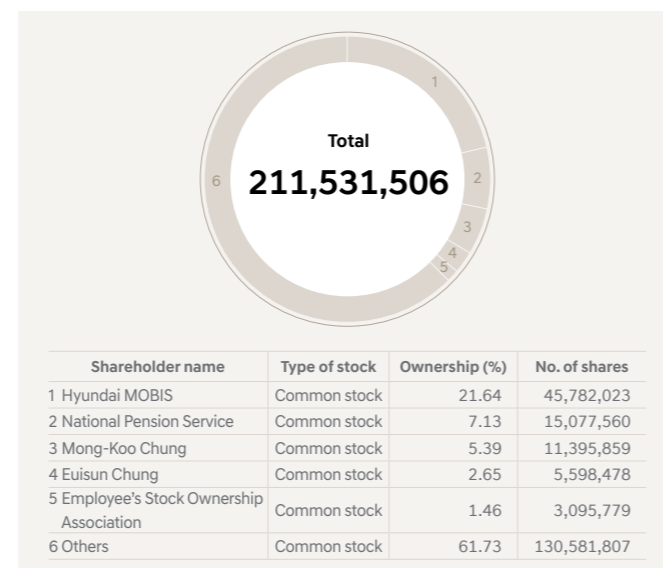 1
2
3
4
5
6
Total
211,531,506
Shareholder name Type of stock Ownership (%) No. of shares
1 Hyundai MOBIS Common stock 21.64 45,782,023
2 National Pension Service Common stock 7.13 15,077,560
3 Mong-Koo Chung Common stock 5.39 11,395,859
4 Euisun Chung Common stock 2.65 5,598,478
5 Employee’s Stock Ownership
Association Common stock 1.46 3,095,779
6 Others Common stock 61.73 130,581,807